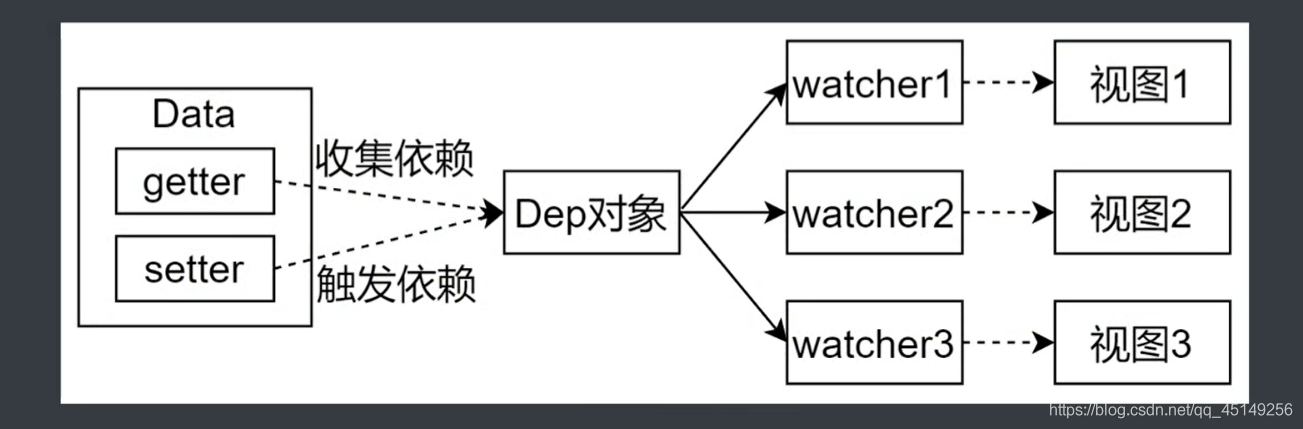 Data
getter
setter
收集依赖
触发依赖
Dep对象
watcher1
视图1
watcher2
视图2
watcher3
视图3
https://blog.csdn.net/qq_45149256